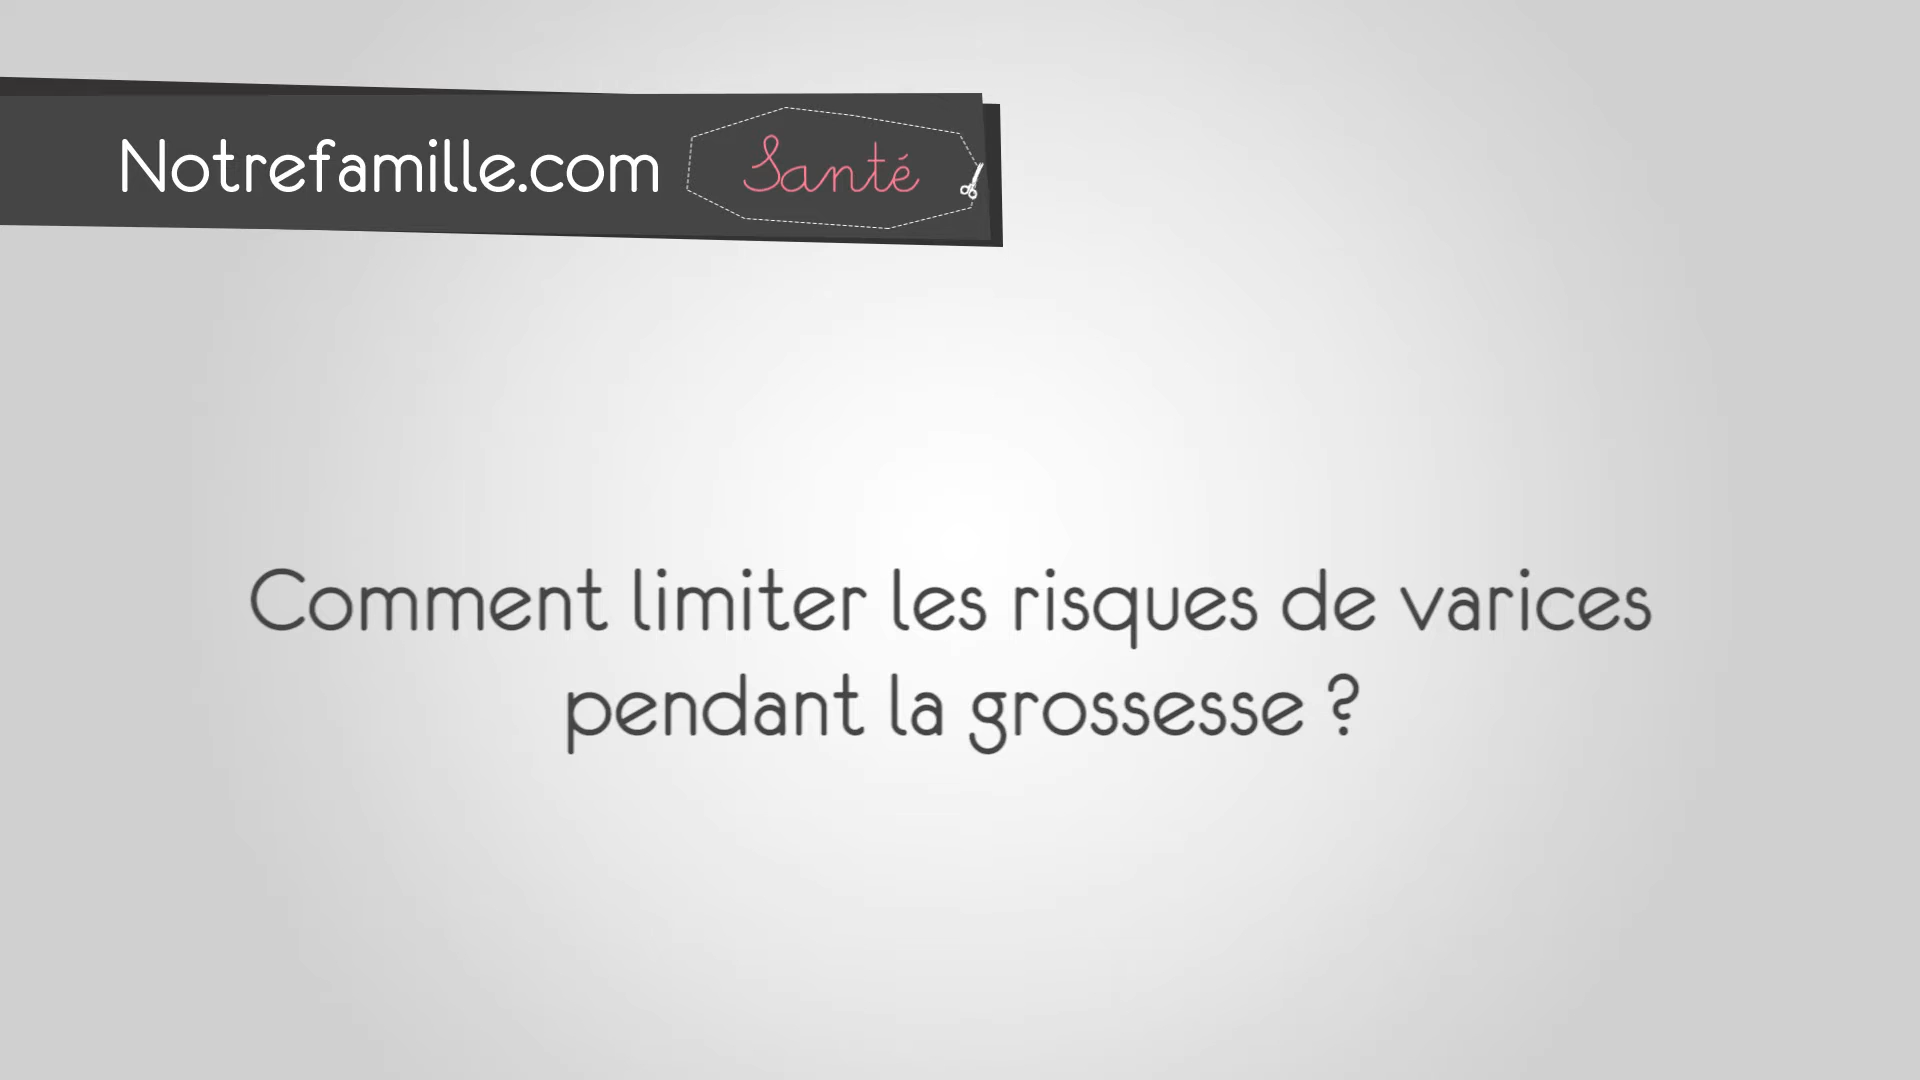 Notrefamille.com Santé
Comment limiter les risques de varices
pendant la grossesse ?